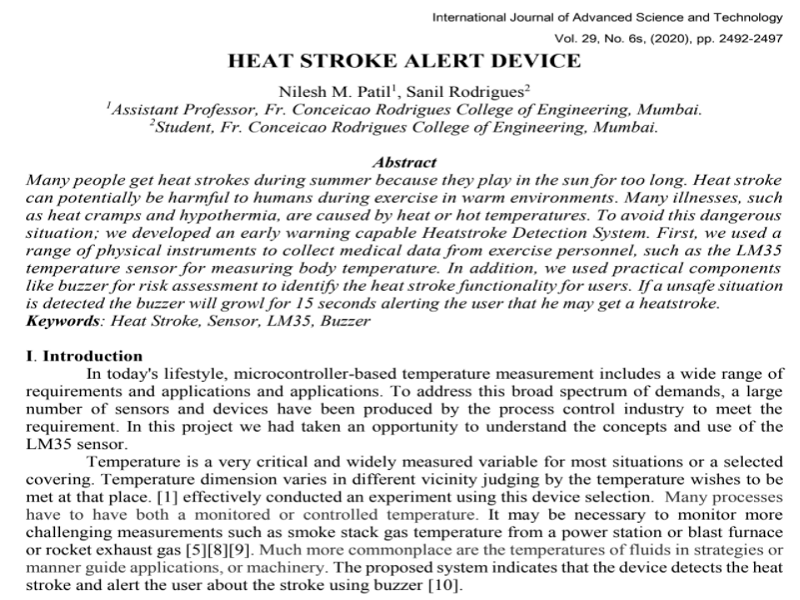 International Journal of Advanced Science and Technology
Vol. 29, No. 6s, (2020), pp. 2492-2497
HEAT STROKE ALERT DEVICE
Nilesh M. Patil1, Sanil Rodrigues2
1Assistant Professor, Fr. Conceicao Rodrigues College of Engineering, Mumbai.
2Student, Fr. Conceicao Rodrigues College of Engineering, Mumbai.
Abstract
Many people get heat strokes during summer because they play in the sun for too long. Heat stroke
can potentially be harmful to humans during exercise in warm environments. Many illnesses, such
as heat cramps and hypothermia, are caused by heat or hot temperatures. To avoid this dangerous
situation; we developed an early warning capable Heatstroke Detection System. First, we used a
range of physical instruments to collect medical data from exercise personnel, such as the LM35
temperature sensor for measuring body temperature. In addition, we used practical components
like buzzer for risk assessment to identify the heat stroke functionality for users. If a unsafe situation
is detected the buzzer will growl for 15 seconds alerting the user that he may get a heatstroke.
Keywords: Heat Stroke, Sensor, LM35, Buzzer
I. Introduction
In today's lifestyle, microcontroller-based temperature measurement includes a wide range of
requirements and applications and applications. To address this broad spectrum of demands, a large
number of sensors and devices have been produced by the process control industry to meet the
requirement. In this project we had taken an opportunity to understand the concepts and use of the
LM35 sensor.
Temperature is a very critical and widely measured variable for most situations or a selected
covering. Temperature dimension varies in different vicinity judging by the temperature wishes to be
met at that place. [1] effectively conducted an experiment using this device selection. Many processes
have to have both a monitored or controlled temperature. It may be necessary to monitor more
challenging measurements such as smoke stack gas temperature from a power station or blast furnace
or rocket exhaust gas [5][8][9]. Much more commonplace are the temperatures of fluids in strategies or
manner guide applications, or machinery. The proposed system indicates that the device detects the heat
stroke and alert the user about the stroke using buzzer [10].